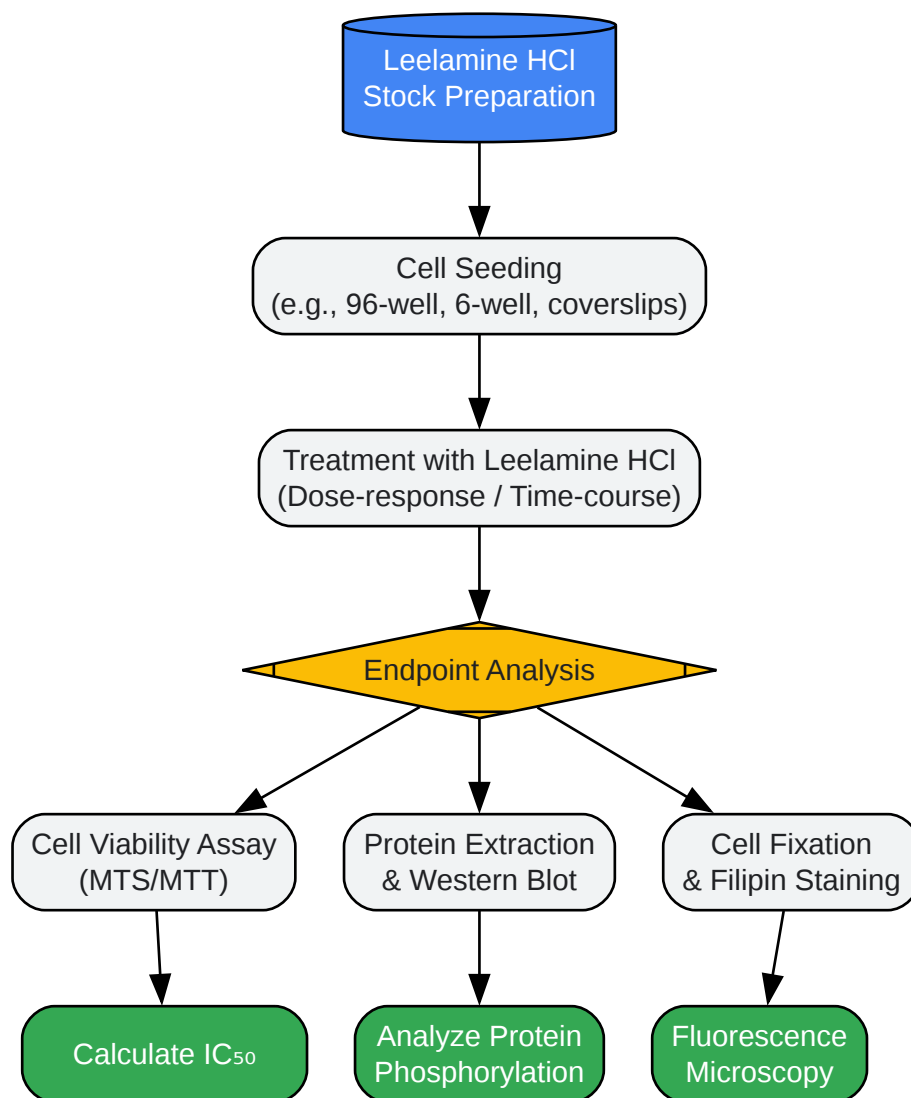 Leelamine HCl
Stock Preparation
Cell Seeding
(e.g., 96-well, 6-well, coverslips)
Treatment with Leelamine HCl
(Dose-response / Time-course)
Endpoint Analysis
Cell Viability Assay
(MTS/MTT)
Protein Extraction
& Western Blot
Cell Fixation
& Filipin Staining
Calculate IC₅₀
Analyze Protein
Phosphorylation
Fluorescence
Microscopy